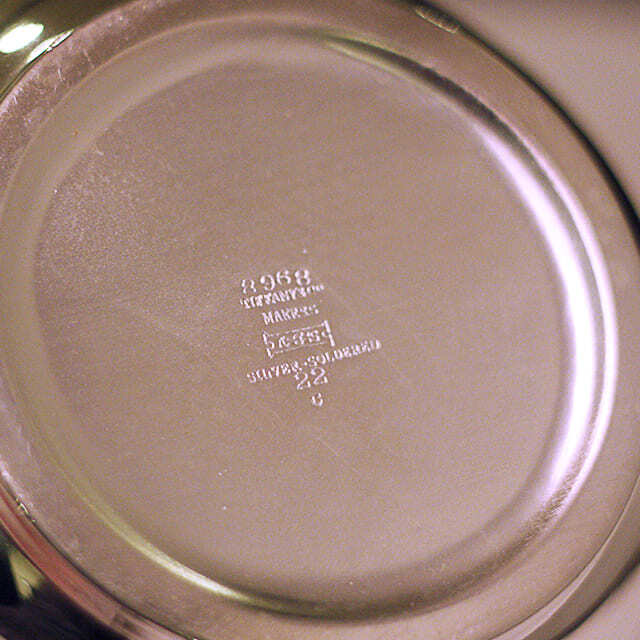 8968
TIFFANY & CO
MAKERS
SILVER-SOLDERED
22
C